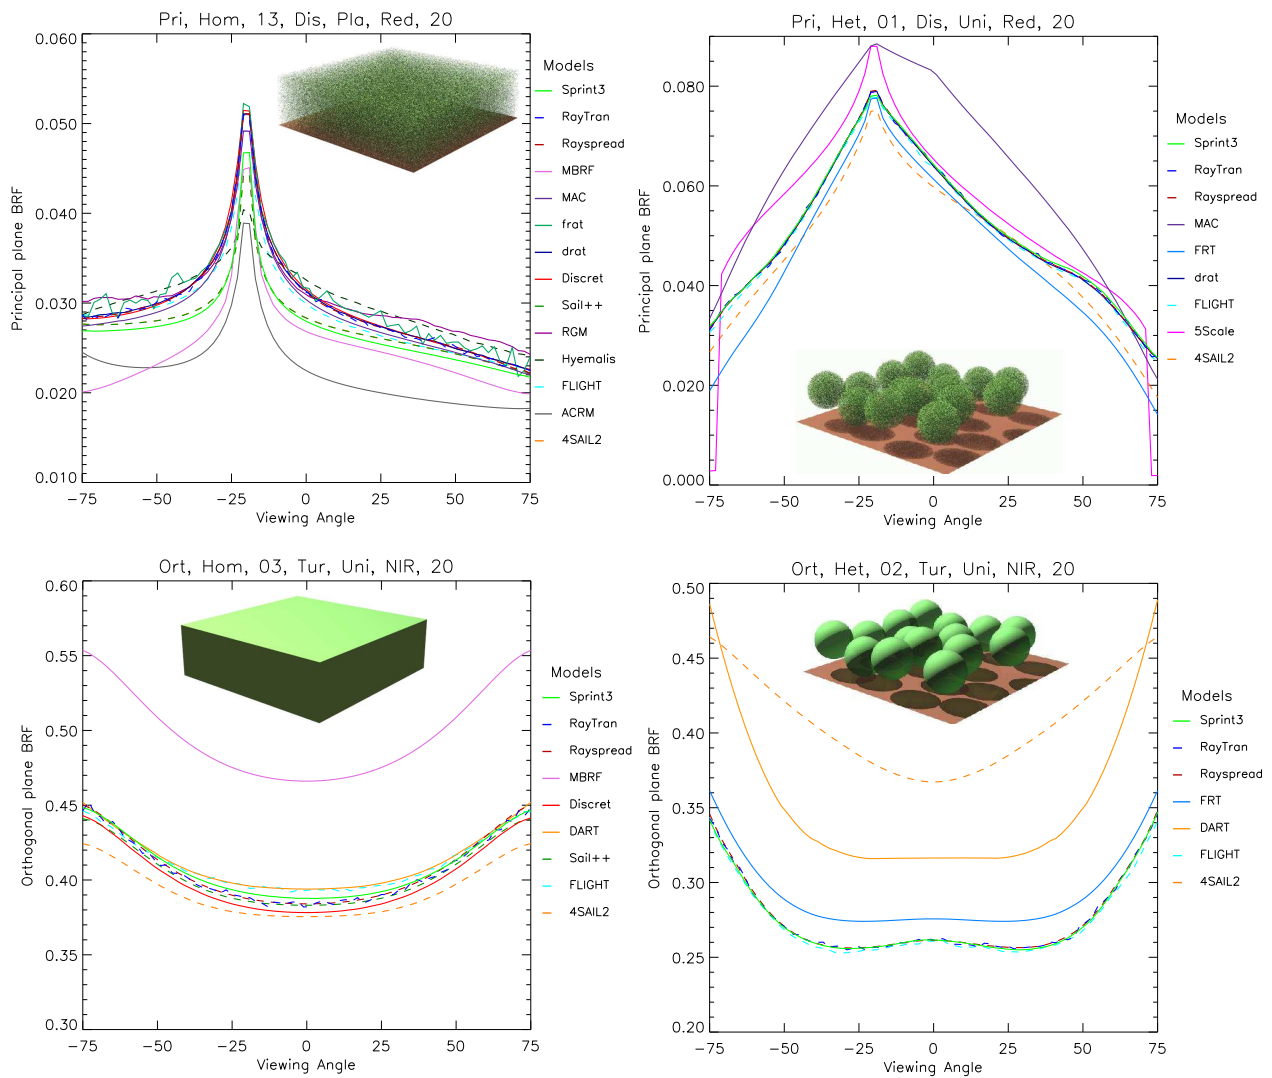 Pri, Hom, 13, Dis, Pla, Red, 20
0.060
0.050
0.040
0.030
0.020
0.010
Principal plane BRF
−75 −50 −25 0 25 50 75
Viewing Angle
Models
Sprint3
RayTran
Rayspread
MBRF
MAC
frat
drat
Discret
Sail++
RGM
Hyemalis
FLIGHT
ACRM
4SAIL2
Pri, Het, 01, Dis, Uni, Red, 20
0.080
0.060
0.040
0.020
0.000
Principal plane BRF
−75 −50 −25 0 25 50 75
Viewing Angle
Models
Sprint3
RayTran
Rayspread
MAC
FRT
drat
FLIGHT
5Scale
4SAIL2
Ort, Hom, 03, Tur, Uni, NIR, 20
0.60
0.55
0.50
0.45
0.40
0.35
0.30
Orthogonal plane BRF
−75 −50 −25 0 25 50 75
Viewing Angle
Models
Sprint3
RayTran
Rayspread
MBRF
Discret
DART
Sail++
FLIGHT
4SAIL2
Ort, Het, 02, Tur, Uni, NIR, 20
0.50
0.45
0.40
0.35
0.30
0.25
0.20
Orthogonal plane BRF
−75 −50 −25 0 25 50 75
Viewing Angle
Models
Sprint3
RayTran
Rayspread
FRT
DART
FLIGHT
4SAIL2